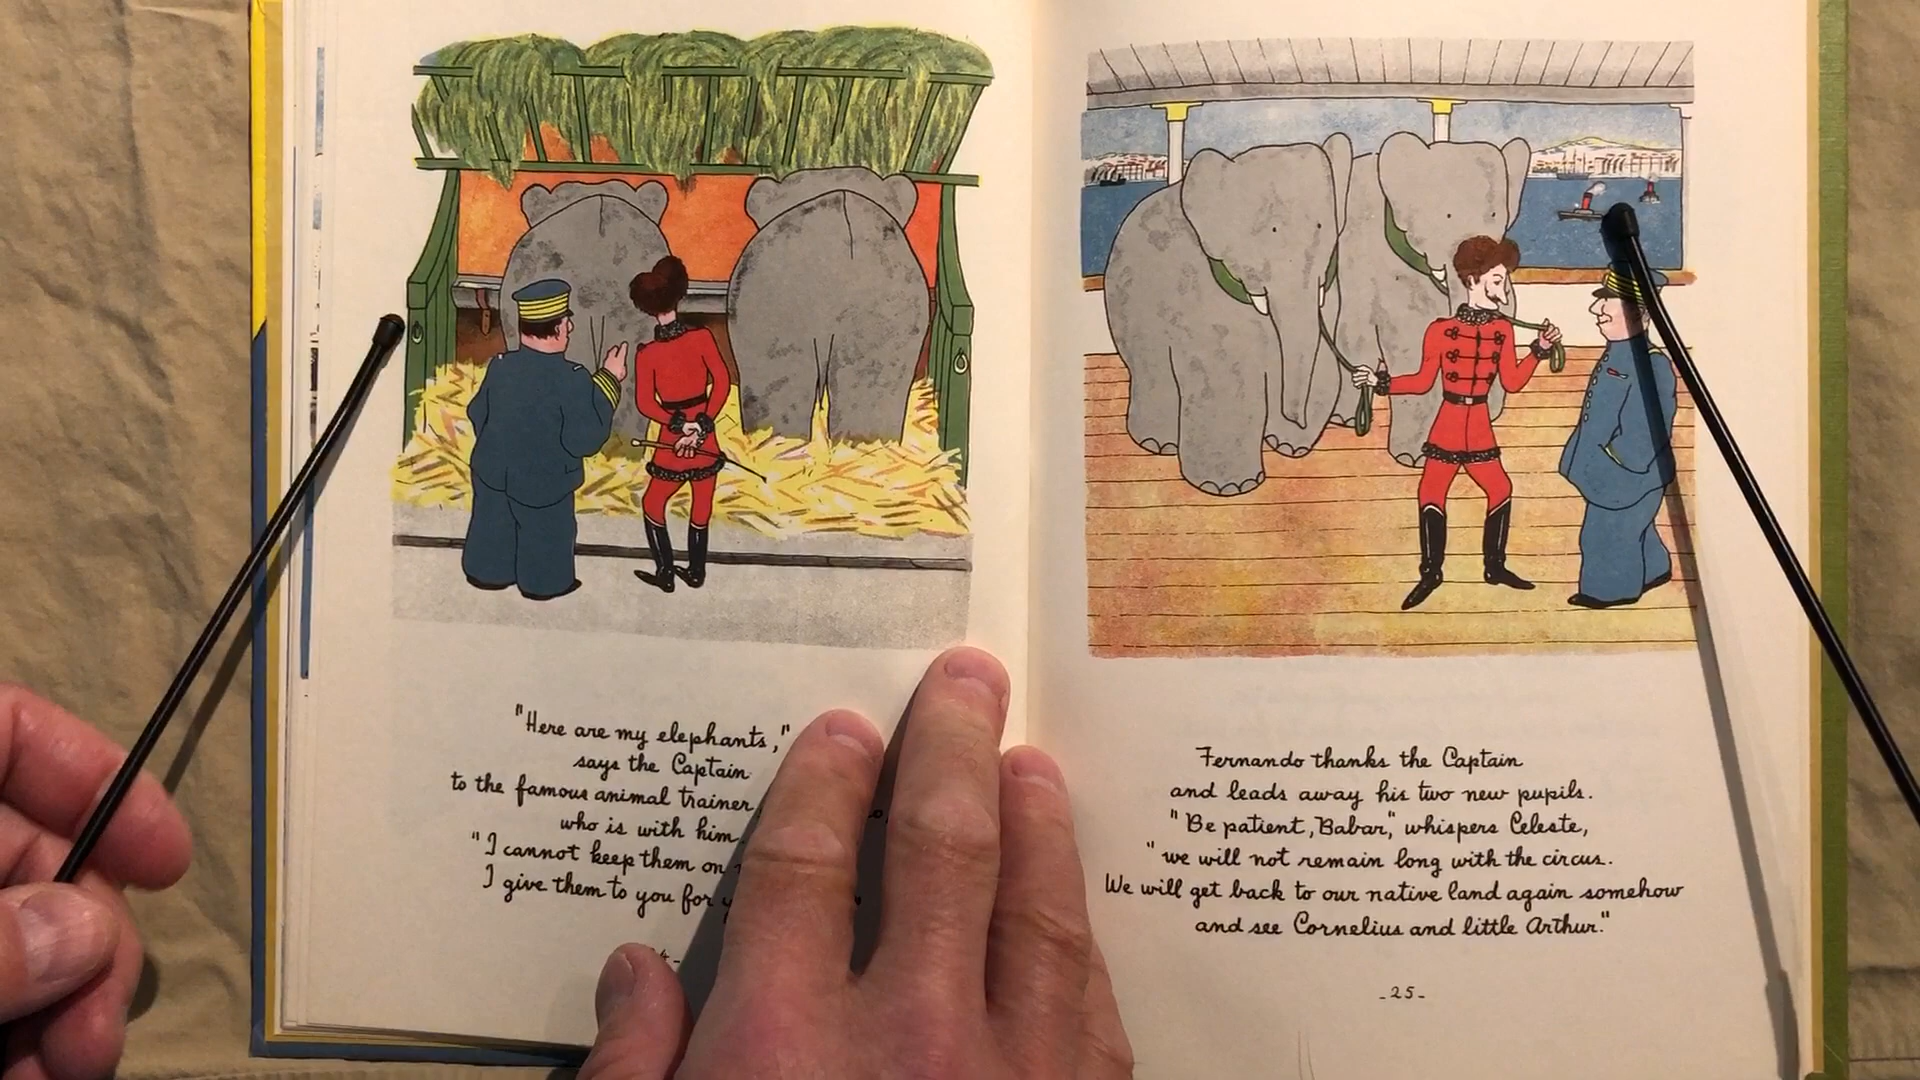 "Here are my elephants,"
says the Captain
to the famous animal trainer,
who is with him.
"I cannot keep them on
I give them to you for
Fernando thanks the Captain
and leads away his two new pupils.
"Be patient, Babar," whispers Celeste,
"we will not remain long with the circus.
We will get back to our native land again somehow
and see Cornelius and little Arthur."
-25-